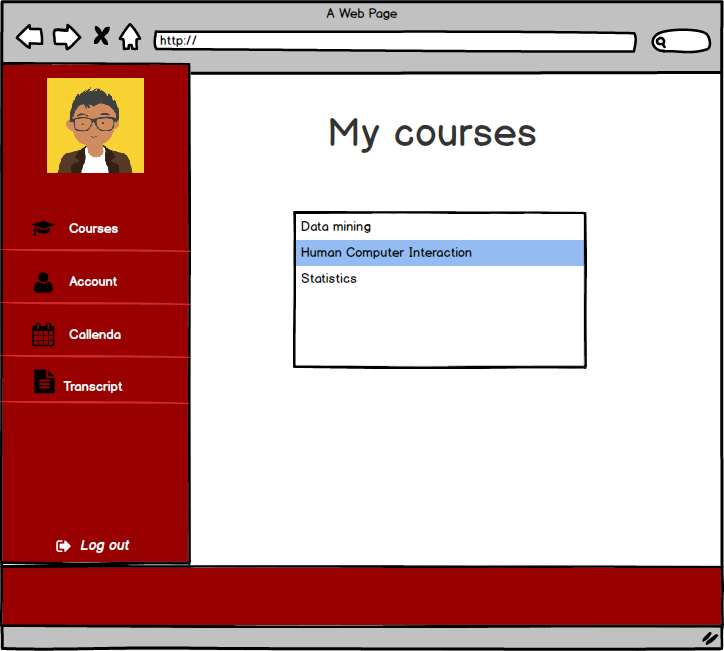 A Web Page
http://
My courses
Courses
Account
Callenda
Transcript
Log out
Data mining
Human Computer Interaction
Statistics